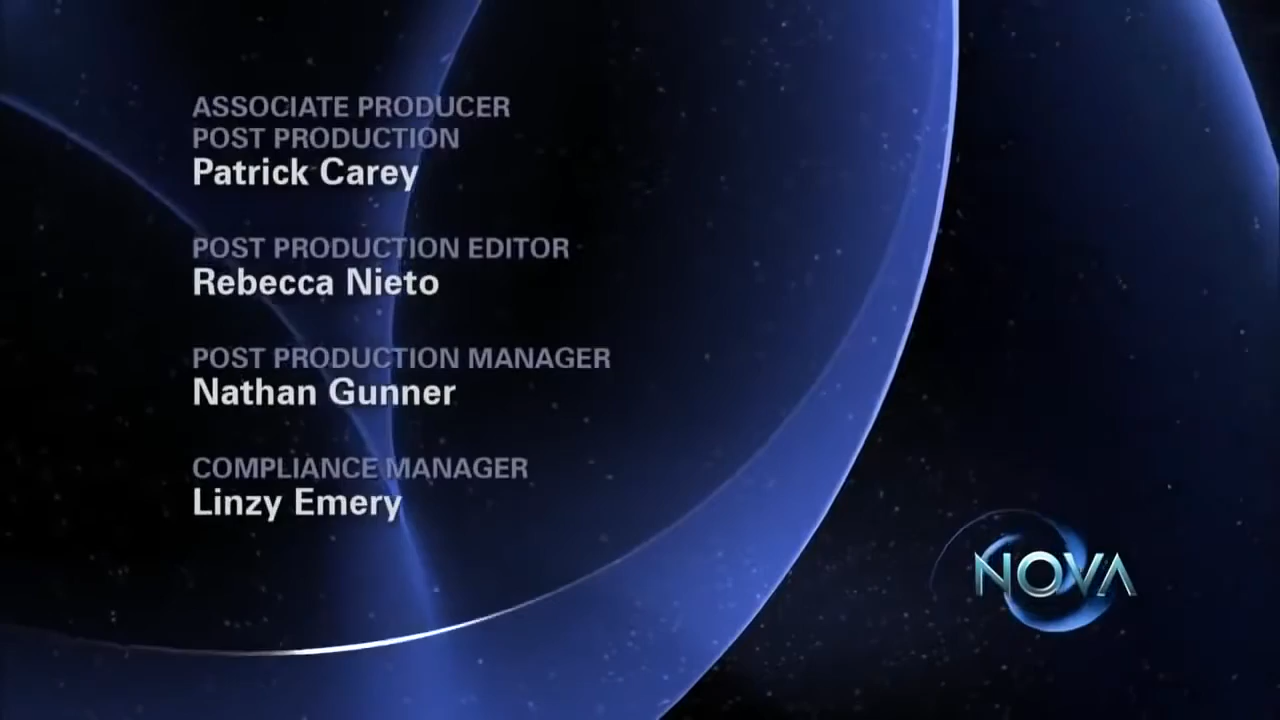 ASSOCIATE PRODUCER
POST PRODUCTION
Patrick Carey
POST PRODUCTION EDITOR
Rebecca Nieto
POST PRODUCTION MANAGER
Nathan Gunner
COMPLIANCE MANAGER
Linzy Emery
NOVA